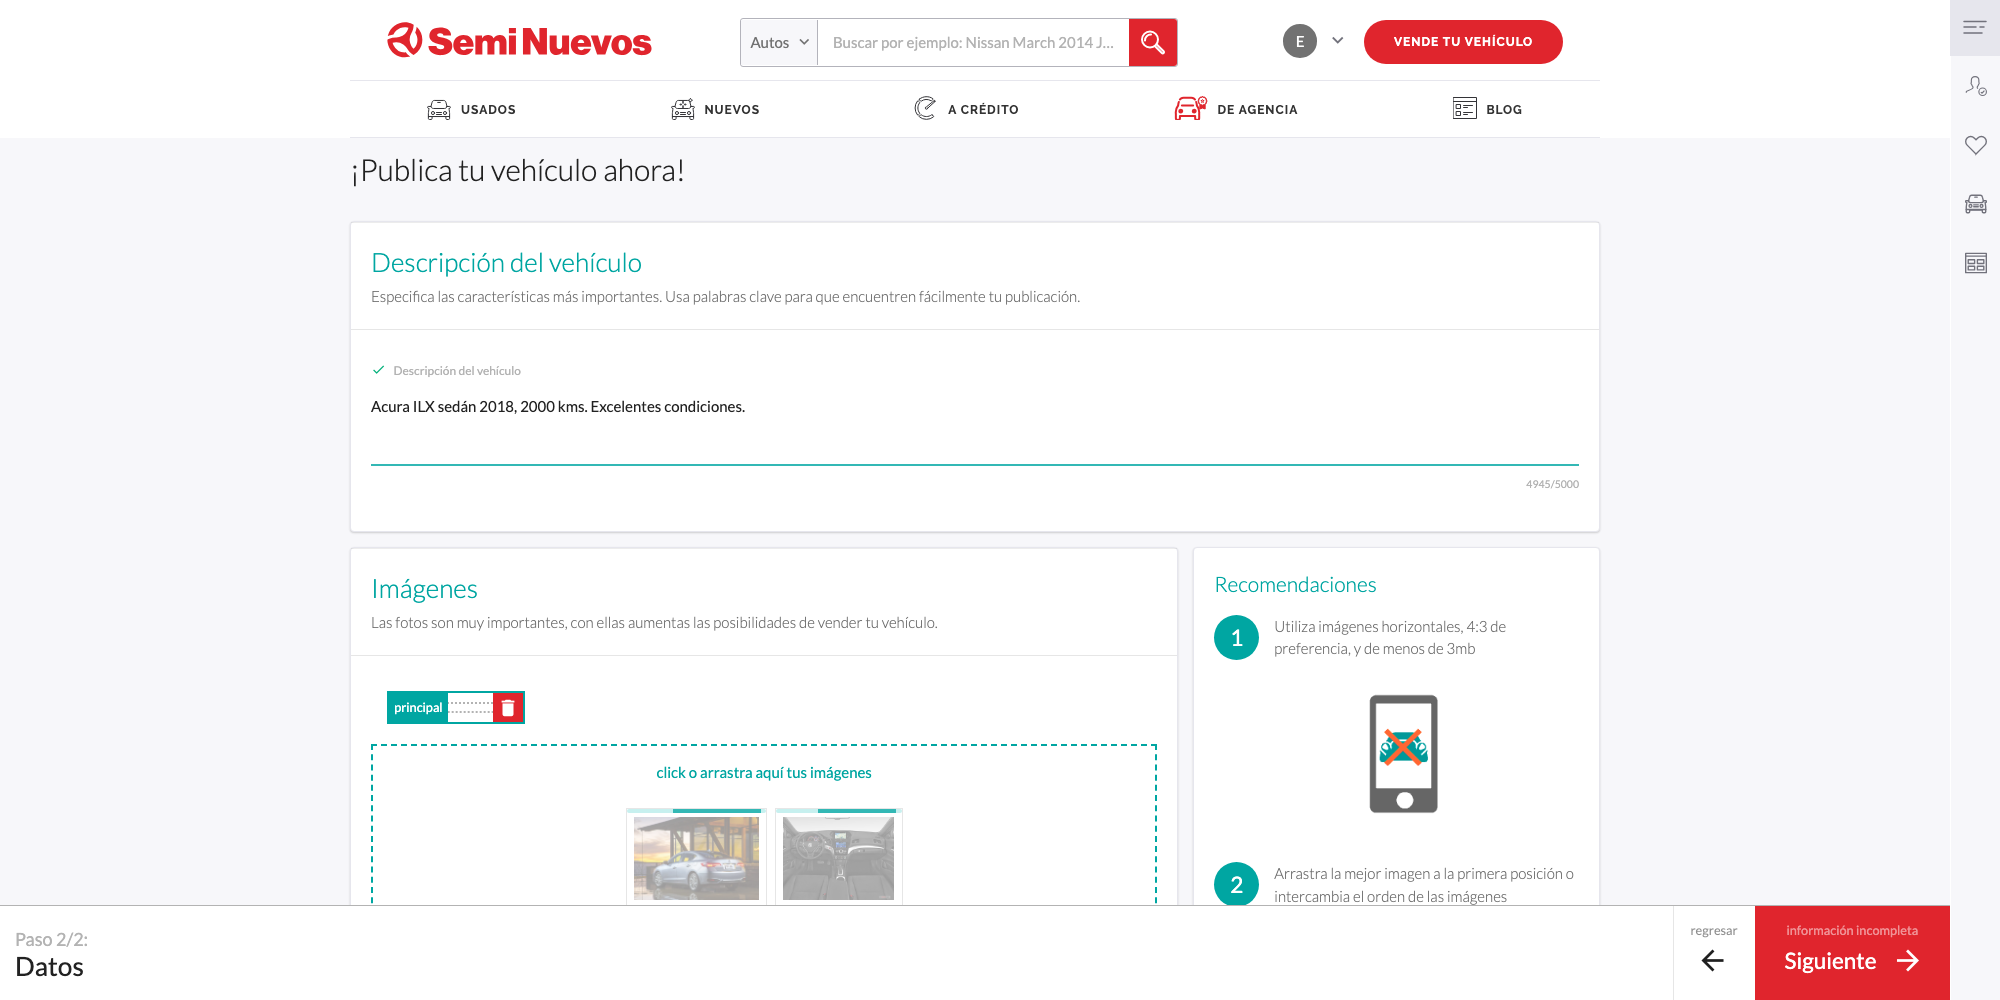 Semi Nuevos
Autos
Buscar por ejemplo: Nissan March 2014 J...
E
VENDE TU VEHÍCULO
USADOS
NUEVOS
A CRÉDITO
DE AGENCIA
BLOG
¡Publica tu vehículo ahora!
Descripción del vehículo
Especifica las características más importantes. Usa palabras clave para que encuentren fácilmente tu publicación.
Descripción del vehículo
Acura ILX sedán 2018, 2000 kms. Excelentes condiciones.
4945/5000
Imágenes
Las fotos son muy importantes, con ellas aumentas las posibilidades de vender tu vehículo.
principal
click o arrastra aquí tus imágenes
Recomendaciones
1
Utiliza imágenes horizontales, 4:3 de
preferencia, y de menos de 3mb
2
Arrastra la mejor imagen a la primera posición o
intercambia el orden de las imágenes
Paso 2/2:
Datos
regresar
información incompleta
Siguiente